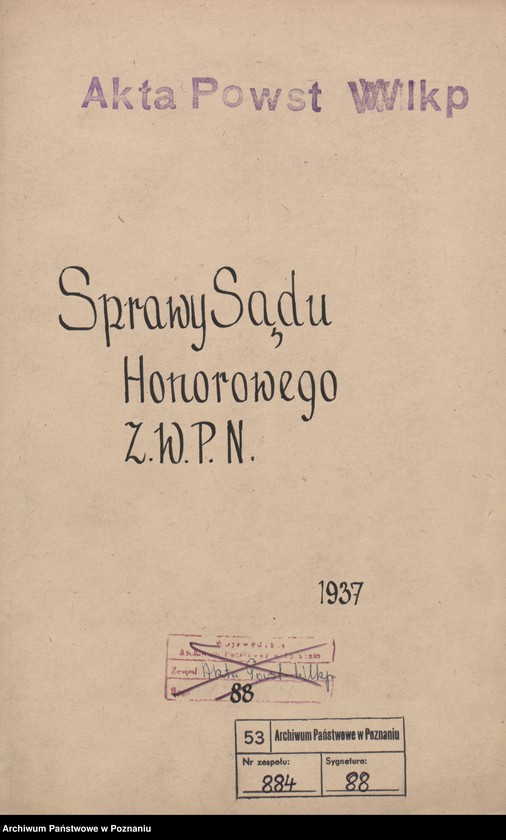 Akta Powst Wlkp
Sprawy Sądu
Honorowego
Z.W.P.N.
1937
Zespół Akta Powst. Wlkp
88
53 Archiwum Państwowe w Poznaniu
Nr zespołu: Sygnatura:
884 88
Archiwum Państwowe w Poznaniu